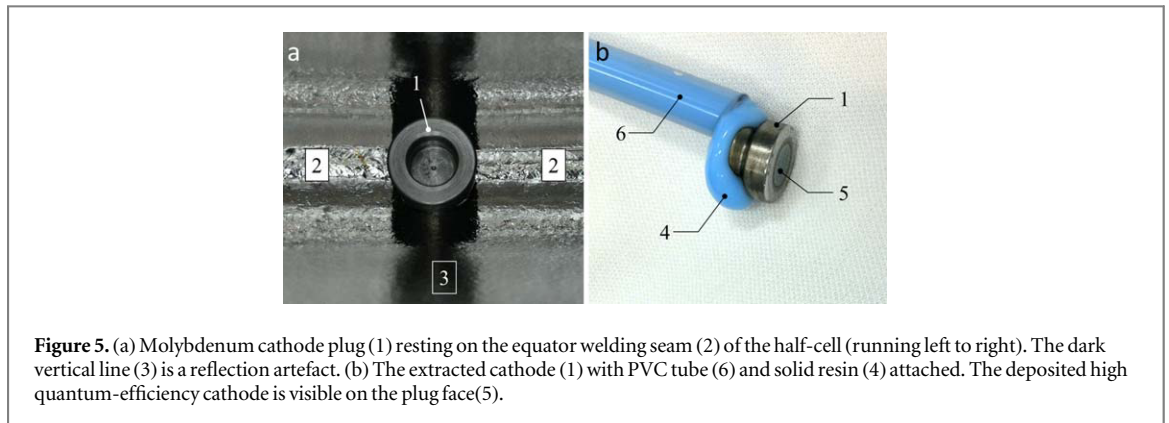 a
1
2
2
3
b
1
6
5
4
Figure 5. (a) Molybdenum cathode plug (1) resting on the equator welding seam (2) of the half-cell (running left to right). The dark
vertical line (3) is a reflection artefact. (b) The extracted cathode (1) with PVC tube (6) and solid resin (4) attached. The deposited high
quantum-efficiency cathode is visible on the plug face(5).